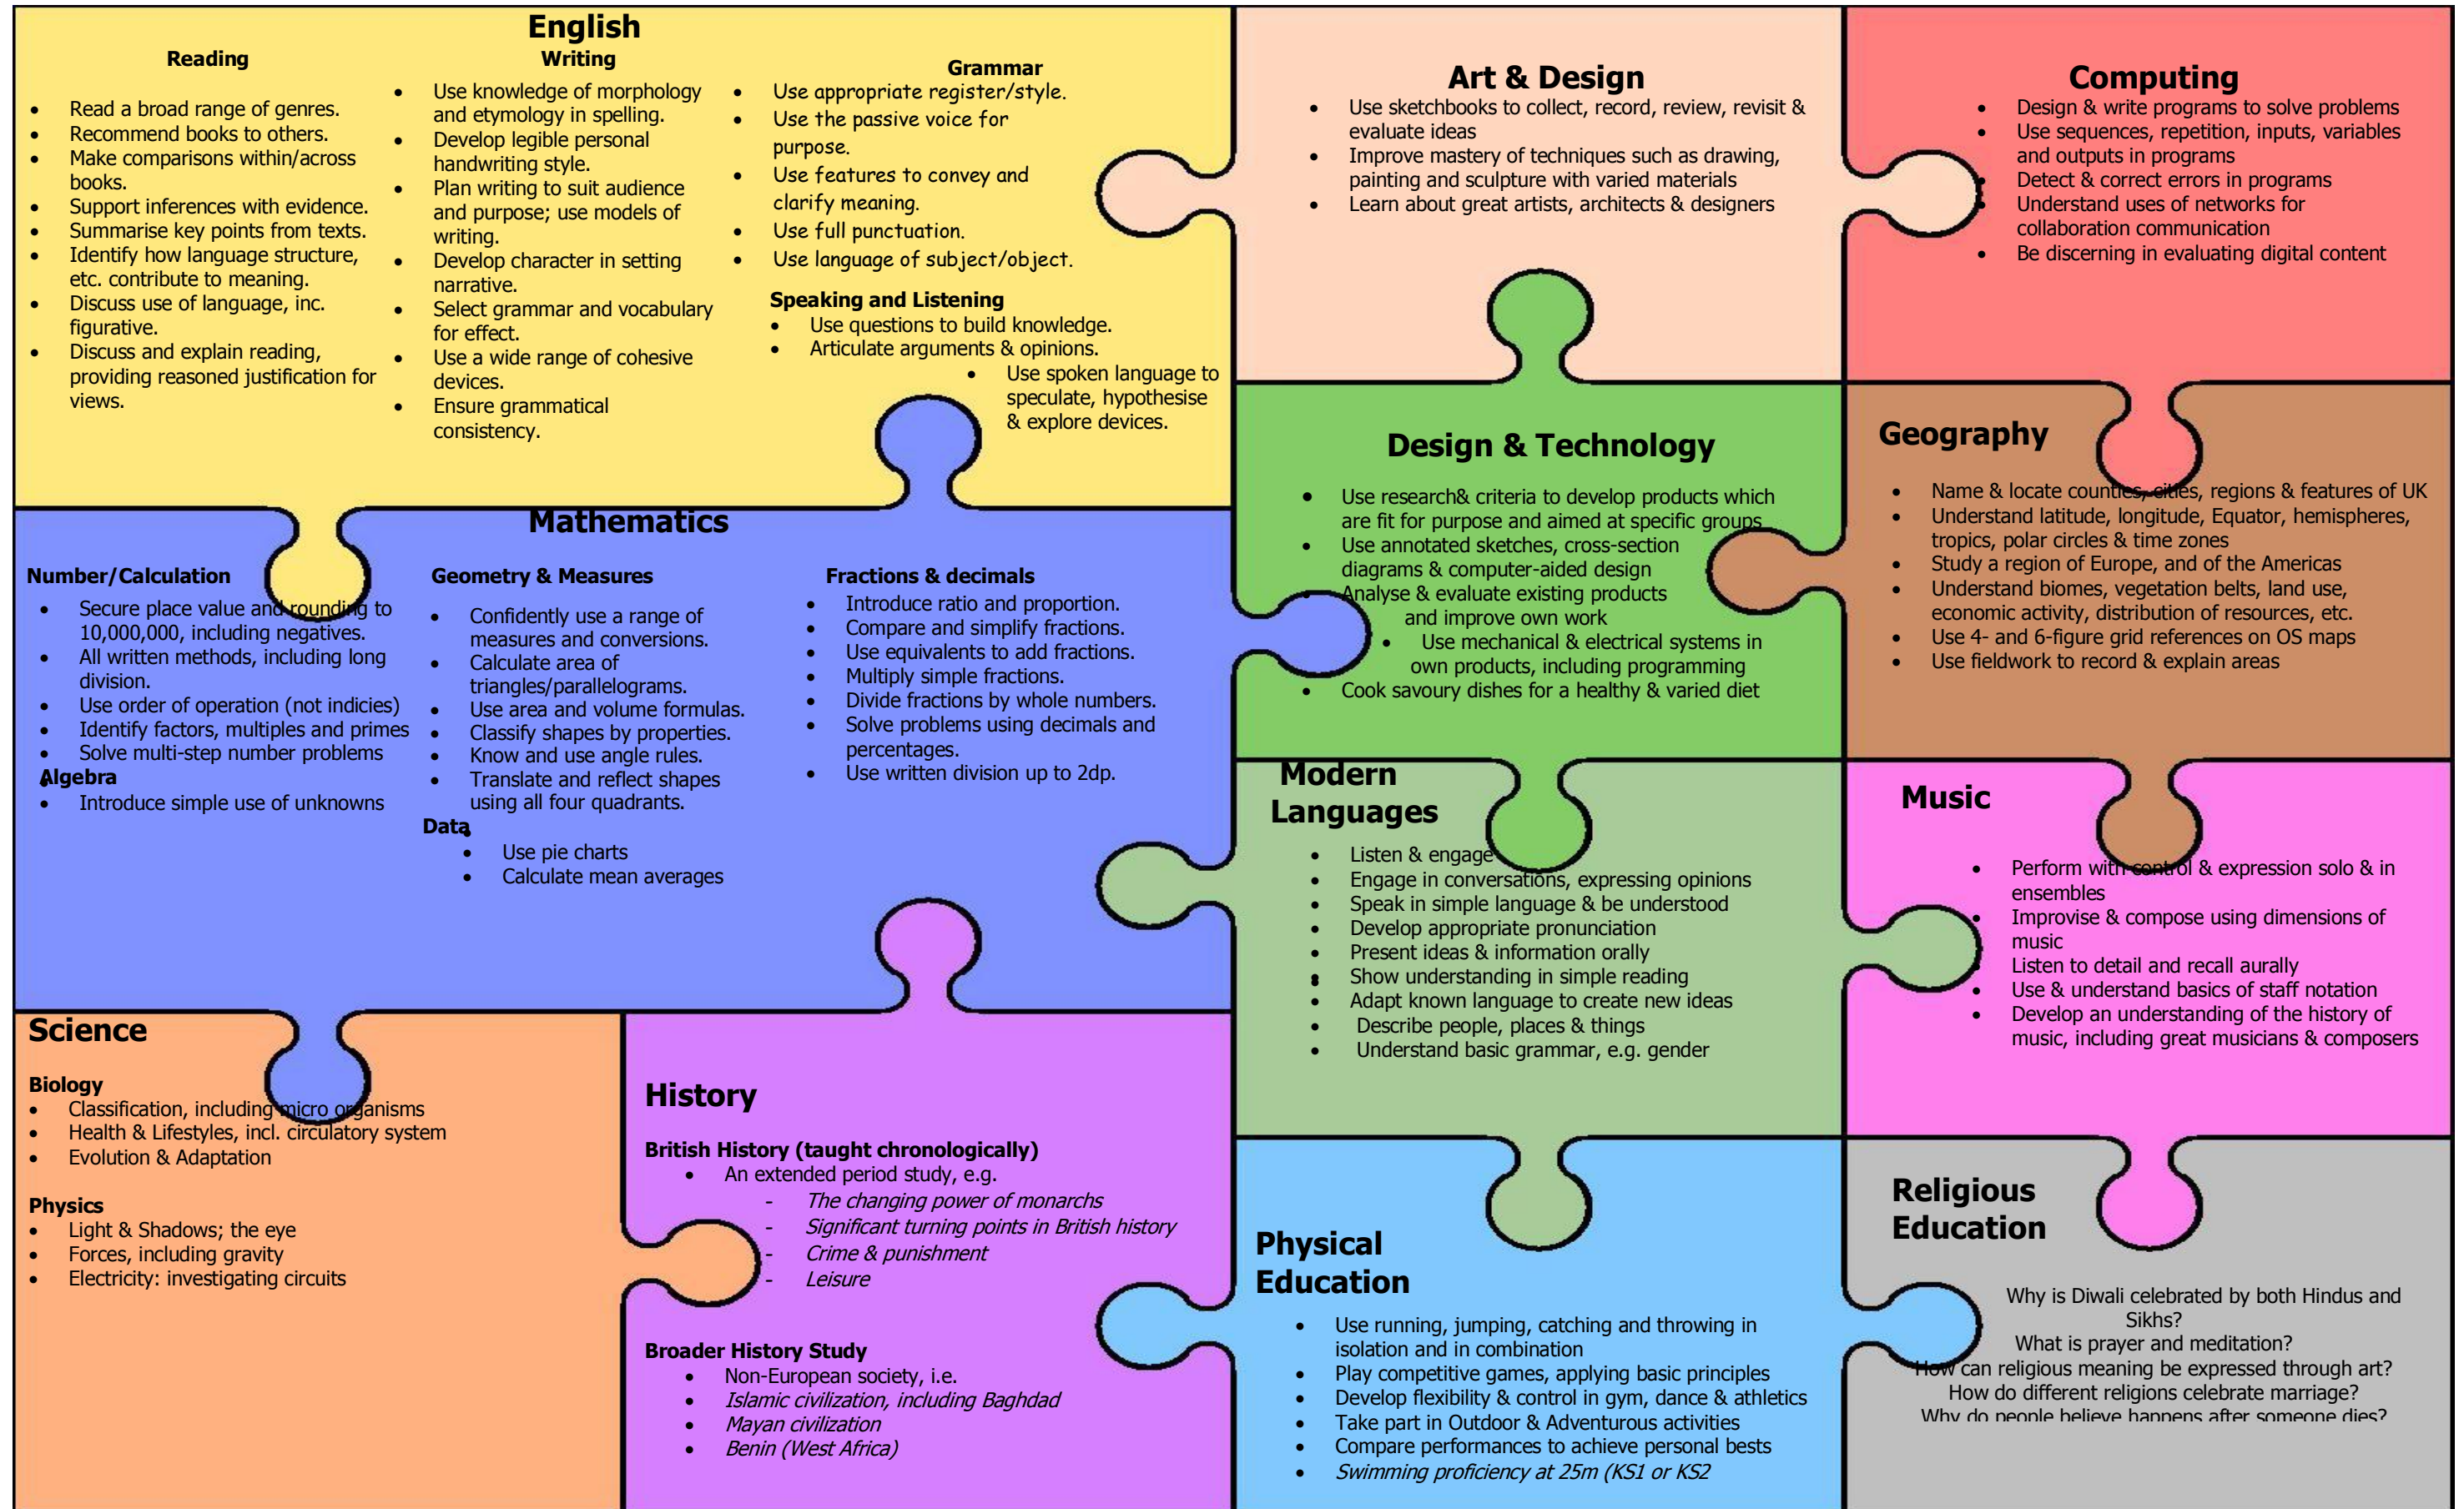 English
Reading
Read a broad range of genres.
Recommend books to others.
Make comparisons within/across
books.
Support inferences with evidence.
Summarise key points from texts.
Identify how language structure,
etc. contribute to meaning.
Discuss use of language, inc.
figurative.
Discuss and explain reading,
providing reasoned justification for
views.
Writing
Use knowledge of morphology
and etymology in spelling.
Develop legible personal
handwriting style.
Plan writing to suit audience
and purpose; use models of
writing.
Develop character in setting
narrative.
Select grammar and vocabulary
for effect.
Use a wide range of cohesive
devices.
Ensure grammatical
consistency.
Grammar
Use appropriate register/style.
Use the passive voice for
purpose.
Use features to convey and
clarify meaning.
Use full punctuation.
Use language of subject/object.
Speaking and Listening
Use questions to build knowledge.
Articulate arguments & opinions.
Use spoken language to
speculate, hypothesise
& explore devices.
Art & Design
Use sketchbooks to collect, record, review, revisit &
evaluate ideas
Improve mastery of techniques such as drawing,
painting and sculpture with varied materials
Learn about great artists, architects & designers
Computing
Design & write programs to solve problems
Use sequences, repetition, inputs, variables
and outputs in programs
Detect & correct errors in programs
Understand uses of networks for
collaboration communication
Be discerning in evaluating digital content
Mathematics
Number/Calculation
Secure place value and rounding to
10,000,000, including negatives.
All written methods, including long
division.
Use order of operation (not indicies)
Identify factors, multiples and primes
Solve multi-step number problems
Algebra
Introduce simple use of unknowns
Geometry & Measures
Confidently use a range of
measures and conversions.
Calculate area of
triangles/parallelograms.
Use area and volume formulas.
Classify shapes by properties.
Know and use angle rules.
Translate and reflect shapes
using all four quadrants.
Data
Use pie charts
Calculate mean averages
Fractions & decimals
Introduce ratio and proportion.
Compare and simplify fractions.
Use equivalents to add fractions.
Multiply simple fractions.
Divide fractions by whole numbers.
Solve problems using decimals and
percentages.
Use written division up to 2dp.
Design & Technology
Use research& criteria to develop products which
are fit for purpose and aimed at specific groups
Use annotated sketches, cross-section
diagrams & computer-aided design
Analyse & evaluate existing products
and improve own work
Use mechanical & electrical systems in
own products, including programming
Cook savoury dishes for a healthy & varied diet
Geography
Name & locate counties, cities, regions & features of UK
Understand latitude, longitude, Equator, hemispheres,
tropics, polar circles & time zones
Study a region of Europe, and of the Americas
Understand biomes, vegetation belts, land use,
economic activity, distribution of resources, etc.
Use 4- and 6-figure grid references on OS maps
Use fieldwork to record & explain areas
Modern
Languages
Listen & engage
Engage in conversations, expressing opinions
Speak in simple language & be understood
Develop appropriate pronunciation
Present ideas & information orally
Show understanding in simple reading
Adapt known language to create new ideas
Describe people, places & things
Understand basic grammar, e.g. gender
Music
Perform with control & expression solo & in
ensembles
Improvise & compose using dimensions of
music
Listen to detail and recall aurally
Use & understand basics of staff notation
Develop an understanding of the history of
music, including great musicians & composers
Science
Biology
Classification, including micro organisms
Health & Lifestyles, incl. circulatory system
Evolution & Adaptation
Physics
Light & Shadows; the eye
Forces, including gravity
Electricity: investigating circuits
History
British History (taught chronologically)
An extended period study, e.g.
- The changing power of monarchs
- Significant turning points in British history
- Crime & punishment
- Leisure
Broader History Study
Non-European society, i.e.
Islamic civilization, including Baghdad
Mayan civilization
Benin (West Africa)
Physical
Education
Use running, jumping, catching and throwing in
isolation and in combination
Play competitive games, applying basic principles
Develop flexibility & control in gym, dance & athletics
Take part in Outdoor & Adventurous activities
Compare performances to achieve personal bests
Swimming proficiency at 25m (KS1 or KS2
Religious
Education
Why is Diwali celebrated by both Hindus and
Sikhs?
What is prayer and meditation?
How can religious meaning be expressed through art?
How do different religions celebrate marriage?
Why do people believe happens after someone dies?